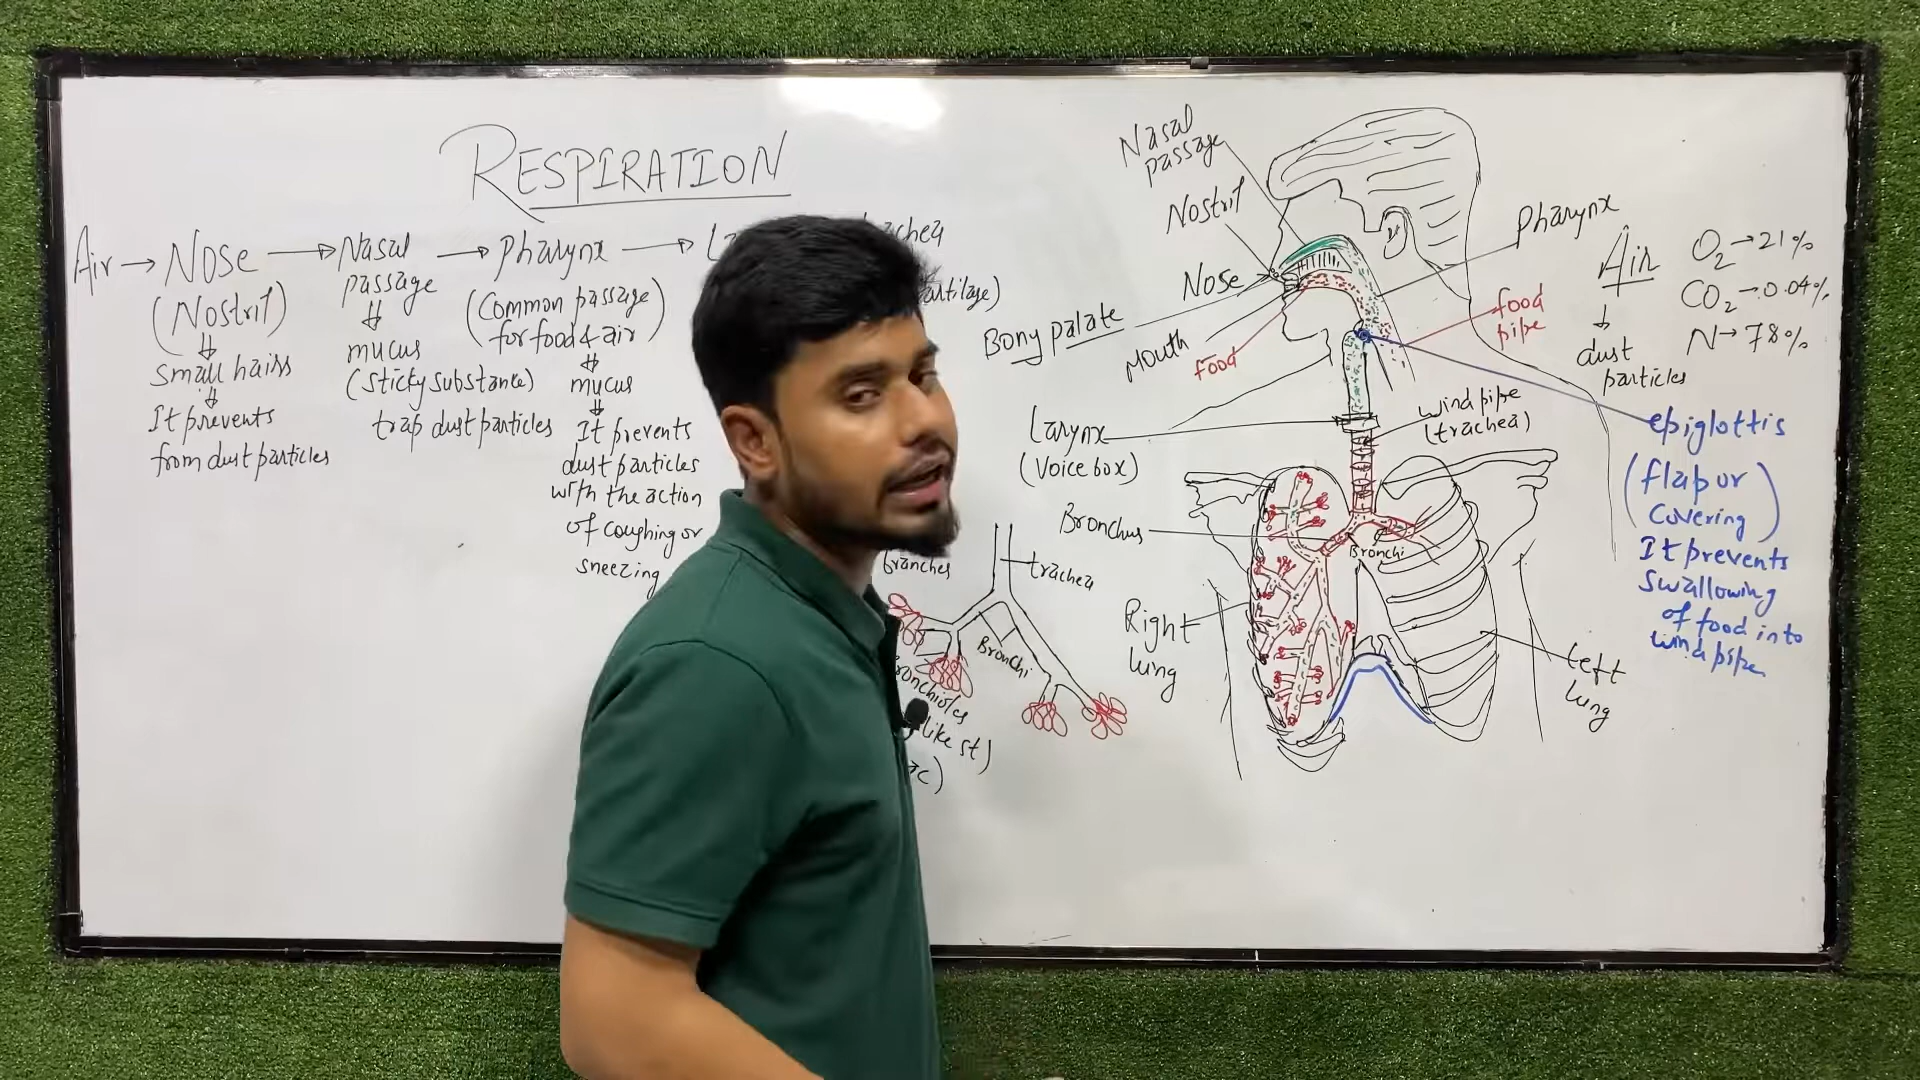 RESPIRATION
Air → Nose → Nasal passage → Pharynx →
(Nostril)
small hairs
It prevents
from dust particles
mucus
(sticky substance)
trap dust particles
(Common passage
for food & air)
mucus
It prevents
dust particles
with the action
of coughing or
sneezing
branches
trachea
Bronchi
like st)
Nasal
passage
Nostril
Nose
Bony palate
Mouth
food
Larynx
(Voice box)
Bronchus
Right
lung
Pharynx
food
pipe
wind pipe
(trachea)
Bronchi
Left
lung
Air
dust
particles
O2 → 21%
CO2 → 0.04%
N → 78%
epiglottis
(flap or
covering)
It prevents
swallowing
of food into
wind pipe